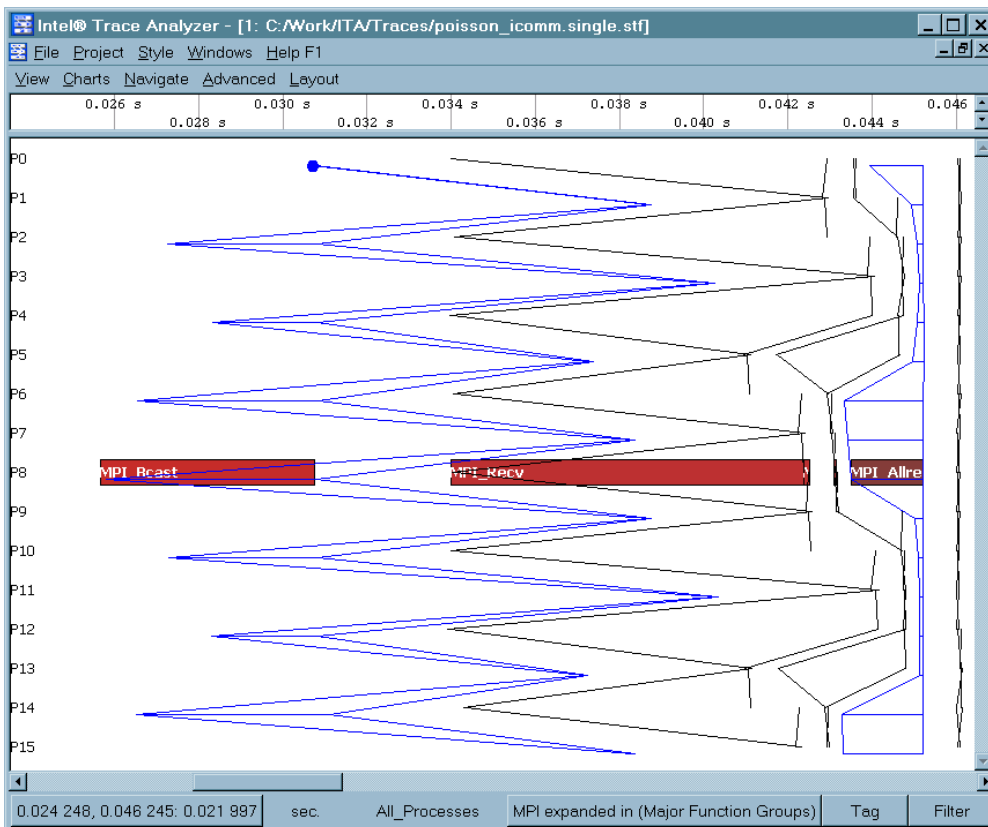 Intel® Trace Analyzer - [1: C:/Work/ITA/Traces/poisson_icomm.single.stf]
File Project Style Windows Help F1
View Charts Navigate Advanced Layout
0.026 s 0.030 s 0.034 s 0.038 s 0.042 s 0.046
0.028 s 0.032 s 0.036 s 0.040 s 0.044 s
P0
P1
P2
P3
P4
P5
P6
P7
P8 MPI_Bcast MPI_Recv MPI_Allre
P9
P10
P11
P12
P13
P14
P15
0.024 248, 0.046 245: 0.021 997 sec. All_Processes MPI expanded in (Major Function Groups) Tag Filter